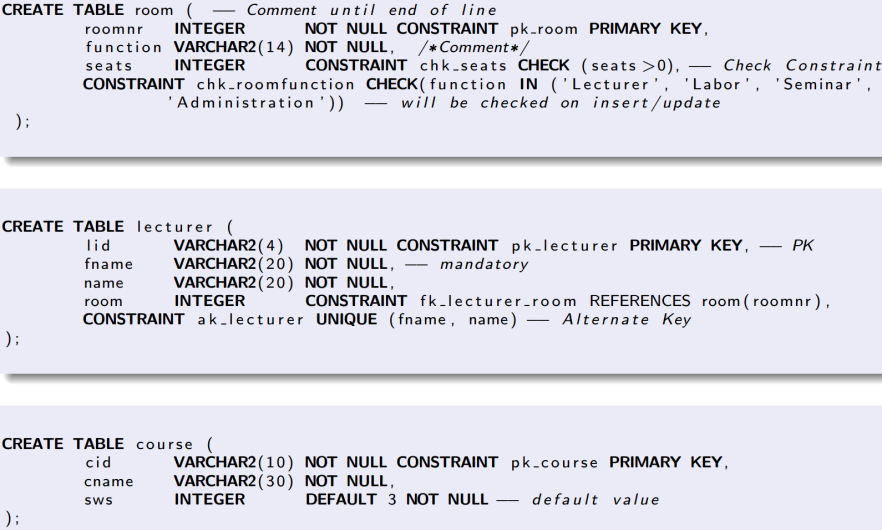 CREATE TABLE room ( -- Comment until end of line
roomnr INTEGER NOT NULL CONSTRAINT pk_room PRIMARY KEY,
function VARCHAR2(14) NOT NULL, /*Comment*/
seats INTEGER CONSTRAINT chk_seats CHECK (seats>0), -- Check Constraint
CONSTRAINT chk_roomfunction CHECK(function IN ('Lecturer', 'Labor', 'Seminar',
'Administration')) -- will be checked on insert/update
);
CREATE TABLE lecturer (
lid VARCHAR2(4) NOT NULL CONSTRAINT pk_lecturer PRIMARY KEY, -- PK
fname VARCHAR2(20) NOT NULL, -- mandatory
name VARCHAR2(20) NOT NULL,
room INTEGER CONSTRAINT fk_lecturer_room REFERENCES room(roomnr),
CONSTRAINT ak_lecturer UNIQUE (fname, name) -- Alternate Key
);
CREATE TABLE course (
cid VARCHAR2(10) NOT NULL CONSTRAINT pk_course PRIMARY KEY,
cname VARCHAR2(30) NOT NULL,
sws INTEGER DEFAULT 3 NOT NULL -- default value
);